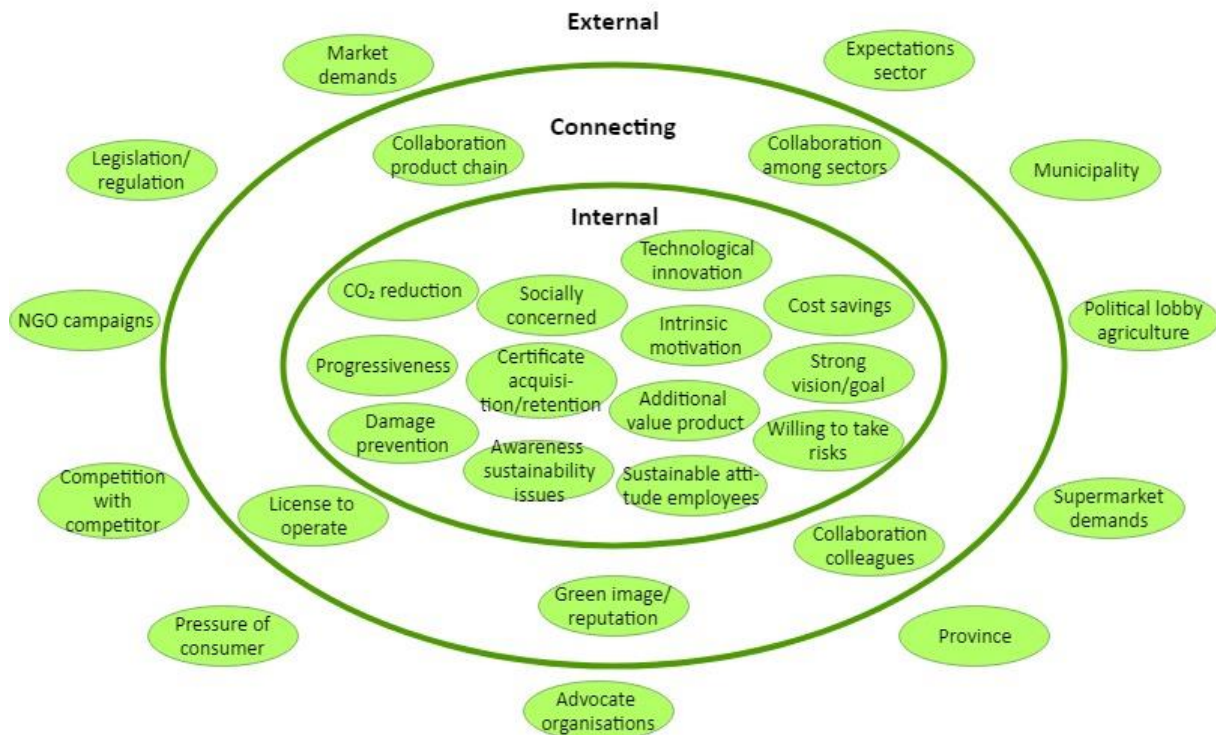 External
Market
demands
Expectations
sector
Connecting
Collaboration
product chain
Collaboration
among sectors
Legislation/
regulation
Municipality
Internal
Technological
innovation
CO₂ reduction
Socially
concerned
Cost savings
NGO campaigns
Intrinsic
motivation
Political lobby
agriculture
Progressiveness
Certificate
acquisi-
tion/retention
Strong
vision/goal
Additional
value product
Damage
prevention
Willing to take
risks
Awareness
sustainability
issues
Sustainable atti-
tude employees
Competition
with
competitor
License to
operate
Supermarket
demands
Collaboration
colleagues
Green image/
reputation
Pressure of
consumer
Province
Advocate
organisations